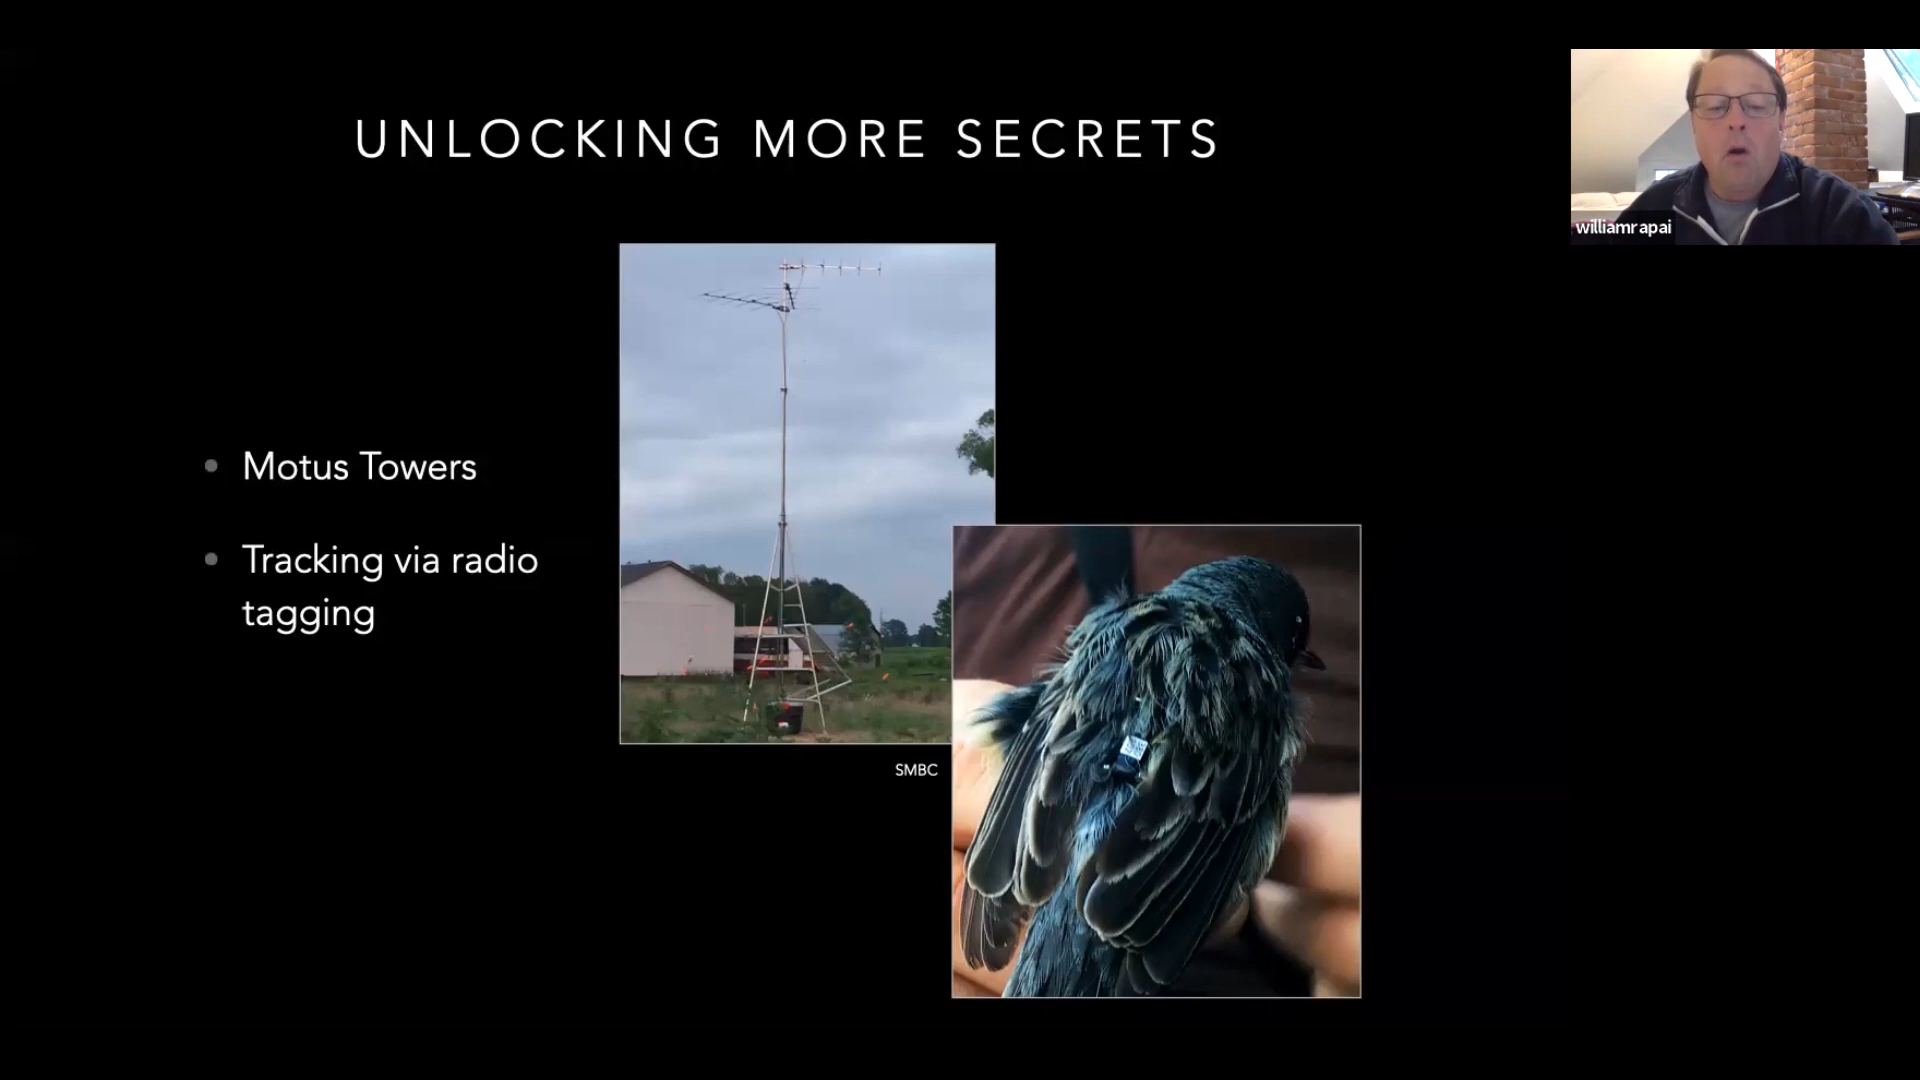 UNLOCKING MORE SECRETS
williamrapai
Motus Towers
Tracking via radio
tagging
SMBC